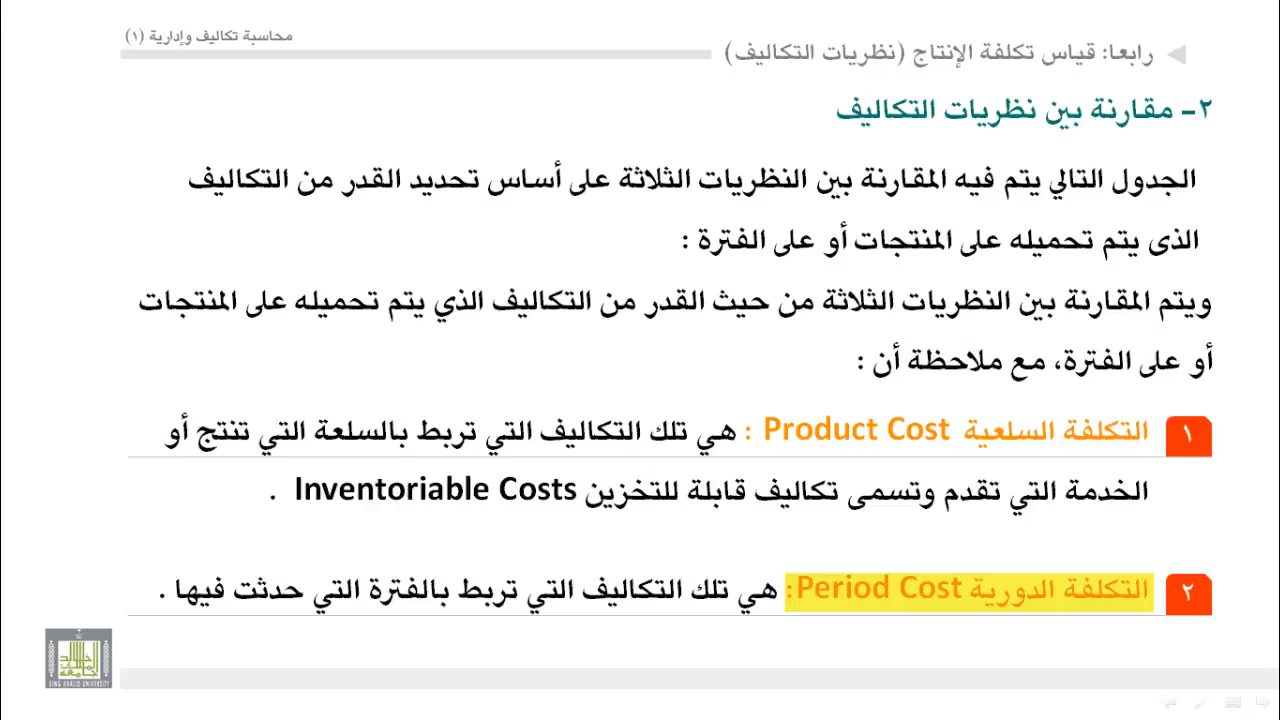 محاسبة تكاليف وإدارية (١)
رابعا: قياس تكلفة الإنتاج (نظريات التكاليف)
٢- مقارنة بين نظريات التكاليف
الجدول التالي يتم فيه المقارنة بين النظريات الثلاثة على أساس تحديد القدر من التكاليف
الذى يتم تحميله على المنتجات أو على الفترة :
ويتم المقارنة بين النظريات الثلاثة من حيث القدر من التكاليف الذي يتم تحميله على المنتجات
أو على الفترة، مع ملاحظة أن :
١ التكلفة السلعية Product Cost : هي تلك التكاليف التي تربط بالسلعة التي تنتج أو
الخدمة التي تقدم وتسمى تكاليف قابلة للتخزين Inventoriable Costs .
٢ التكلفة الدورية Period Cost: هي تلك التكاليف التي تربط بالفترة التي حدثت فيها .
KING KHALID UNIVERSITY